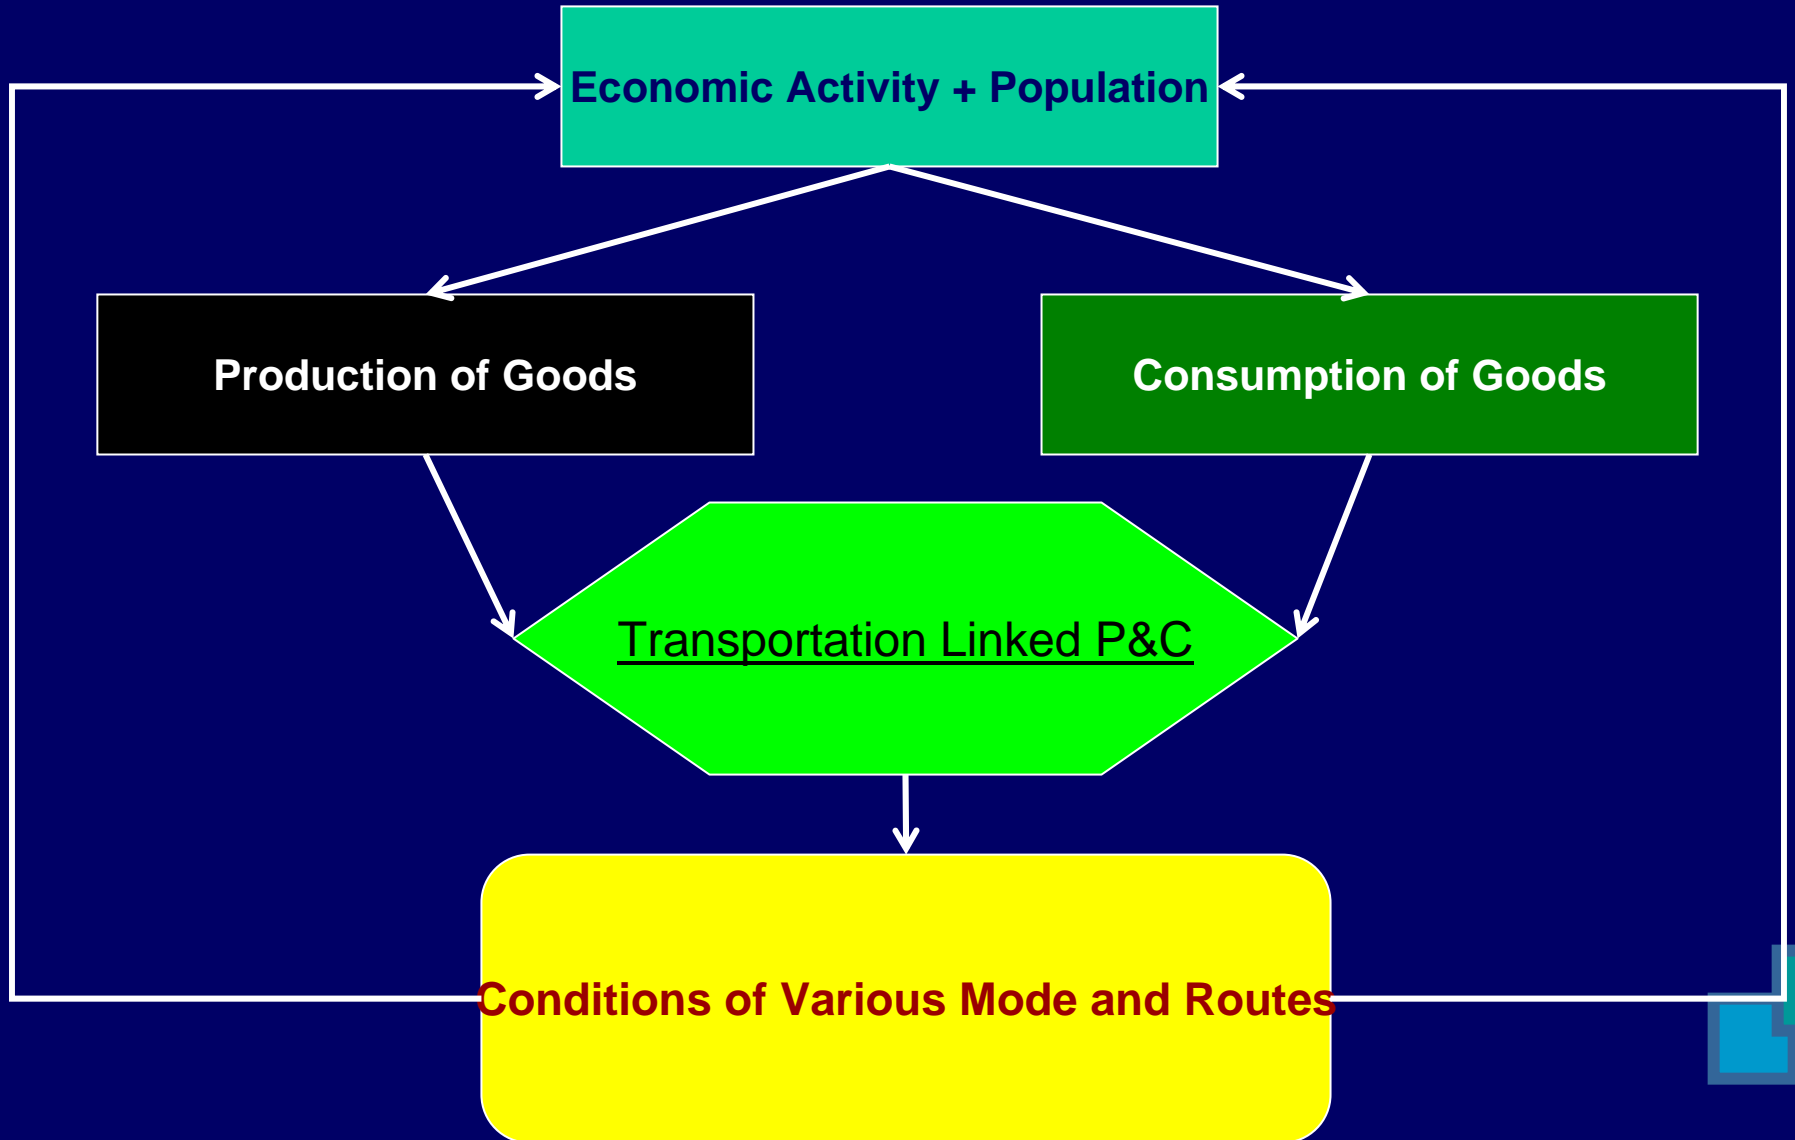 Economic Activity + Population
Production of Goods
Consumption of Goods
Transportation Linked P&C
Conditions of Various Mode and Routes